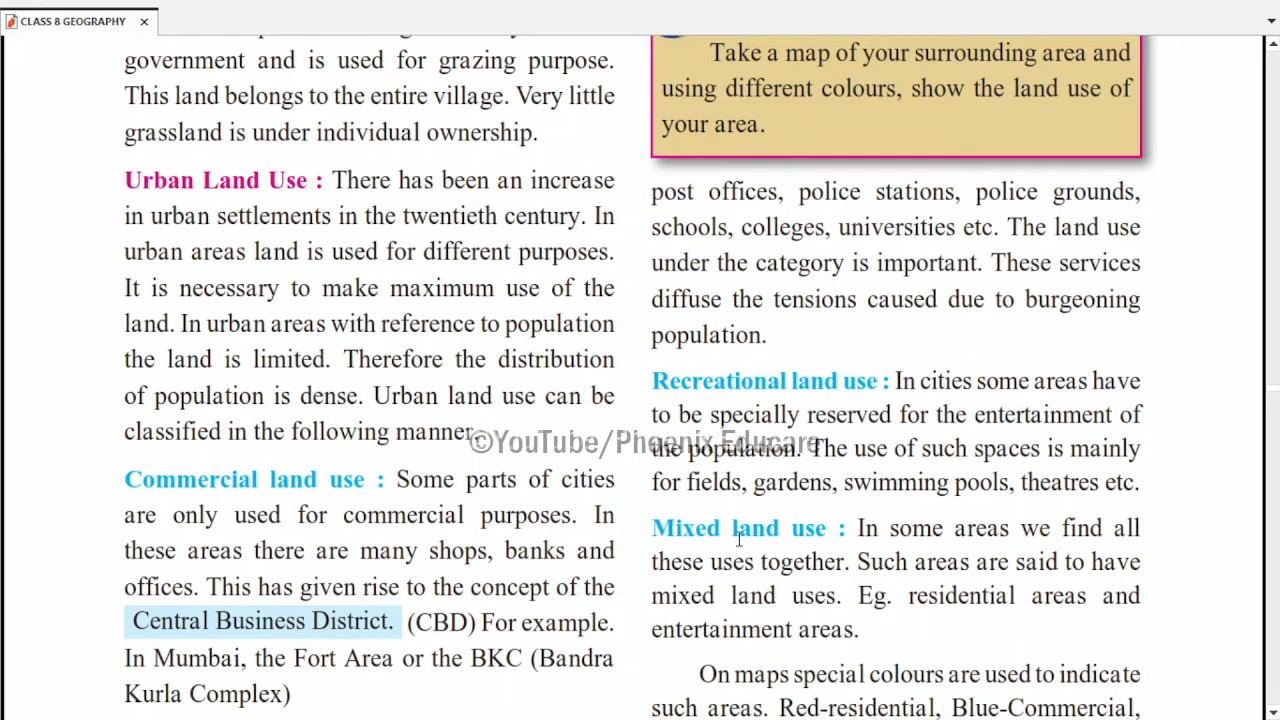 CLASS 8 GEOGRAPHY
government and is used for grazing purpose.
This land belongs to the entire village. Very little
grassland is under individual ownership.
Urban Land Use : There has been an increase
in urban settlements in the twentieth century. In
urban areas land is used for different purposes.
It is necessary to make maximum use of the
land. In urban areas with reference to population
the land is limited. Therefore the distribution
of population is dense. Urban land use can be
classified in the following manner.
Commercial land use : Some parts of cities
are only used for commercial purposes. In
these areas there are many shops, banks and
offices. This has given rise to the concept of the
Central Business District. (CBD) For example.
In Mumbai, the Fort Area or the BKC (Bandra
Kurla Complex)
Take a map of your surrounding area and
using different colours, show the land use of
your area.
post offices, police stations, police grounds,
schools, colleges, universities etc. The land use
under the category is important. These services
diffuse the tensions caused due to burgeoning
population.
Recreational land use : In cities some areas have
to be specially reserved for the entertainment of
the population. The use of such spaces is mainly
for fields, gardens, swimming pools, theatres etc.
Mixed land use : In some areas we find all
these uses together. Such areas are said to have
mixed land uses. Eg. residential areas and
entertainment areas.
On maps special colours are used to indicate
such areas. Red-residential, Blue-Commercial,
©YouTube/Phoenix Educare